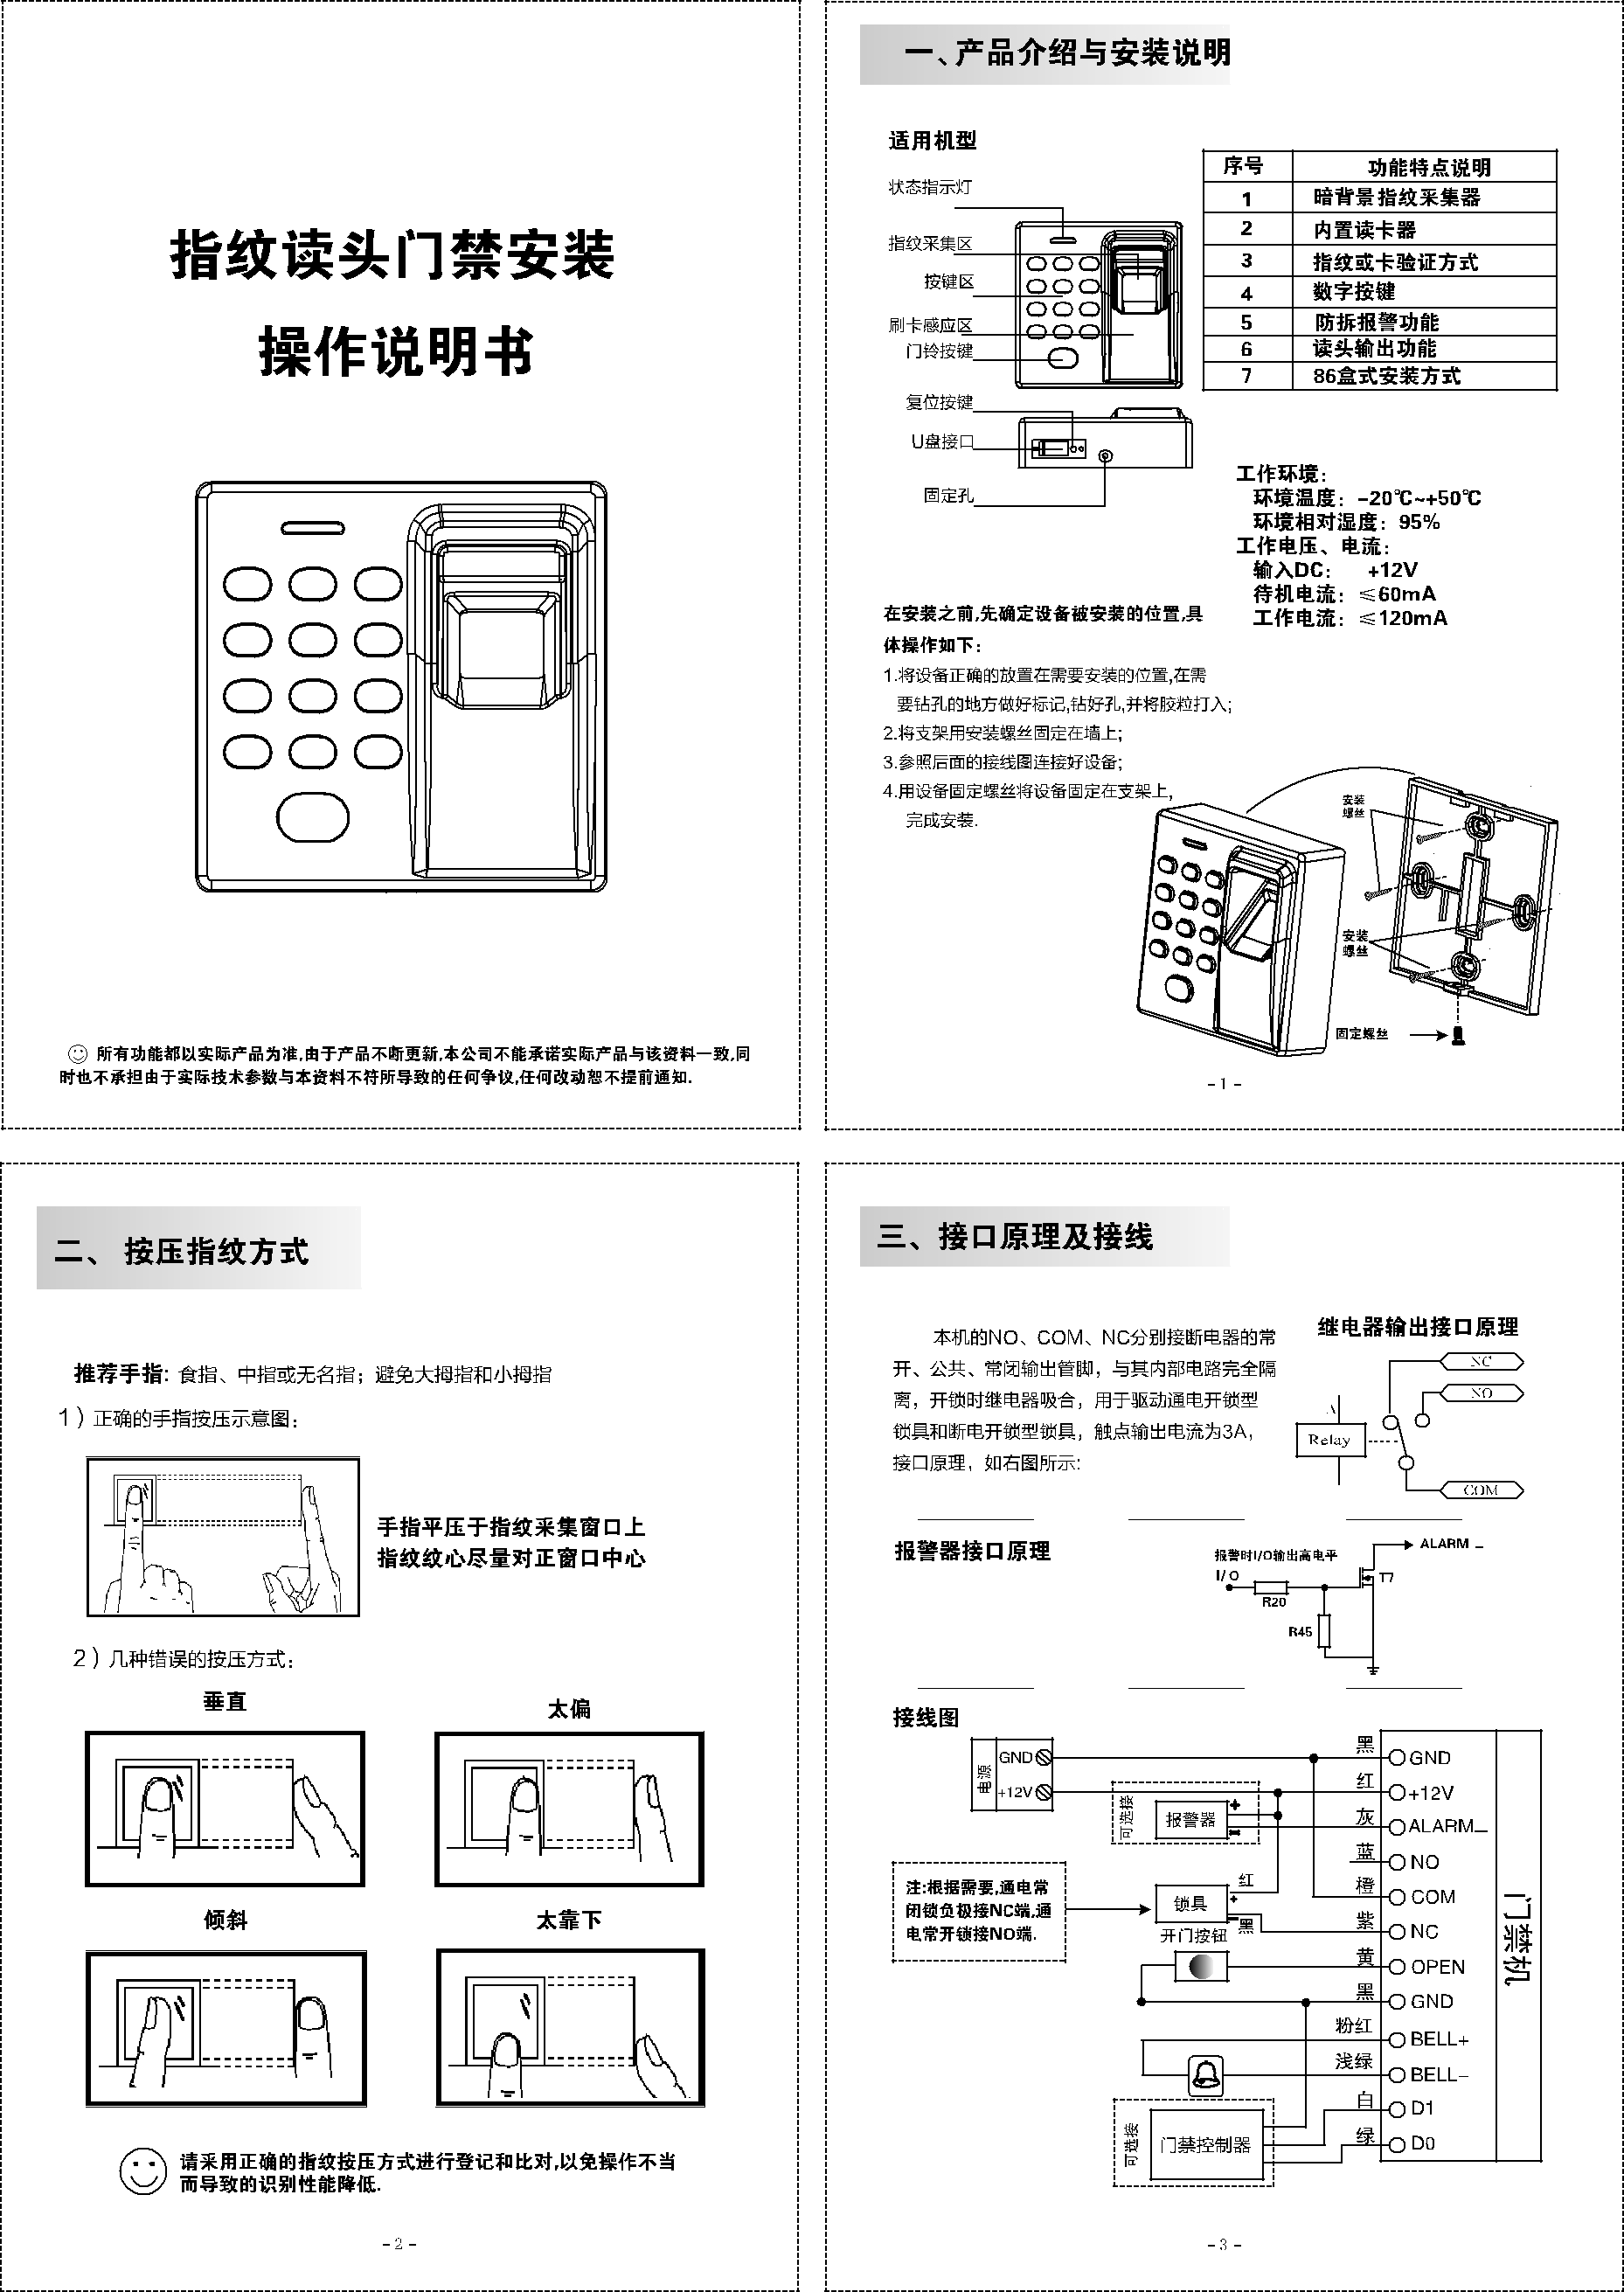 指纹读头门禁安装
操作说明书
所有功能都以实际产品为准,由于产品不断更新,本公司不能承诺实际产品与该资料一致,同
时也不承担由于实际技术参数与本资料不符所导致的任何争议,任何改动恕不提前通知.
一、产品介绍与安装说明
适用机型
状态指示灯
指纹采集区
按键区
刷卡感应区
门铃按键
复位按键
U盘接口
固定孔
序号 功能特点说明
1 暗背景指纹采集器
2 内置读卡器
3 指纹或卡验证方式
4 数字按键
5 防拆报警功能
6 读头输出功能
7 86盒式安装方式
工作环境：
环境温度：-20℃~+50℃
环境相对湿度：95%
工作电压、电流：
输入DC： +12V
待机电流：≤60mA
工作电流：≤120mA
在安装之前,先确定设备被安装的位置,具
体操作如下：
1.将设备正确的放置在需要安装的位置,在需
要钻孔的地方做好标记,钻好孔,并将胶粒打入;
2.将支架用安装螺丝固定在墙上;
3.参照后面的接线图连接好设备;
4.用设备固定螺丝将设备固定在支架上,
完成安装.
安装
螺丝
安装
螺丝
固定螺丝
- 1 -
二、 按压指纹方式
推荐手指: 食指、中指或无名指；避免大拇指和小拇指
1）正确的手指按压示意图：
手指平压于指纹采集窗口上
指纹纹心尽量对正窗口中心
2）几种错误的按压方式：
垂直
太偏
倾斜
太靠下
请采用正确的指纹按压方式进行登记和比对,以免操作不当
而导致的识别性能降低.
- 2 -
三、接口原理及接线
本机的NO、COM、NC分别接断电器的常
开、公共、常闭输出管脚，与其内部电路完全隔
离，开锁时继电器吸合，用于驱动通电开锁型
锁具和断电开锁型锁具，触点输出电流为3A，
接口原理，如右图所示:
继电器输出接口原理
NC
NO
Relay
COM
报警器接口原理
报警时I/O输出高电平
I/O
R20
R45
T7
ALARM _
接线图
电源
GND
+12V
可选接
报警器
+
-
注:根据需要,通电常
闭锁负极接NC端,通
电常开锁接NO端.
锁具
红
+
-
黑
开门按钮
可选接
门禁控制器
黑 GND
红 +12V
灰 ALARM_
蓝 NO
橙 COM
紫 NC
黄 OPEN
黑 GND
粉红 BELL+
浅绿 BELL-
白 D1
绿 D0
门禁机
- 3 -